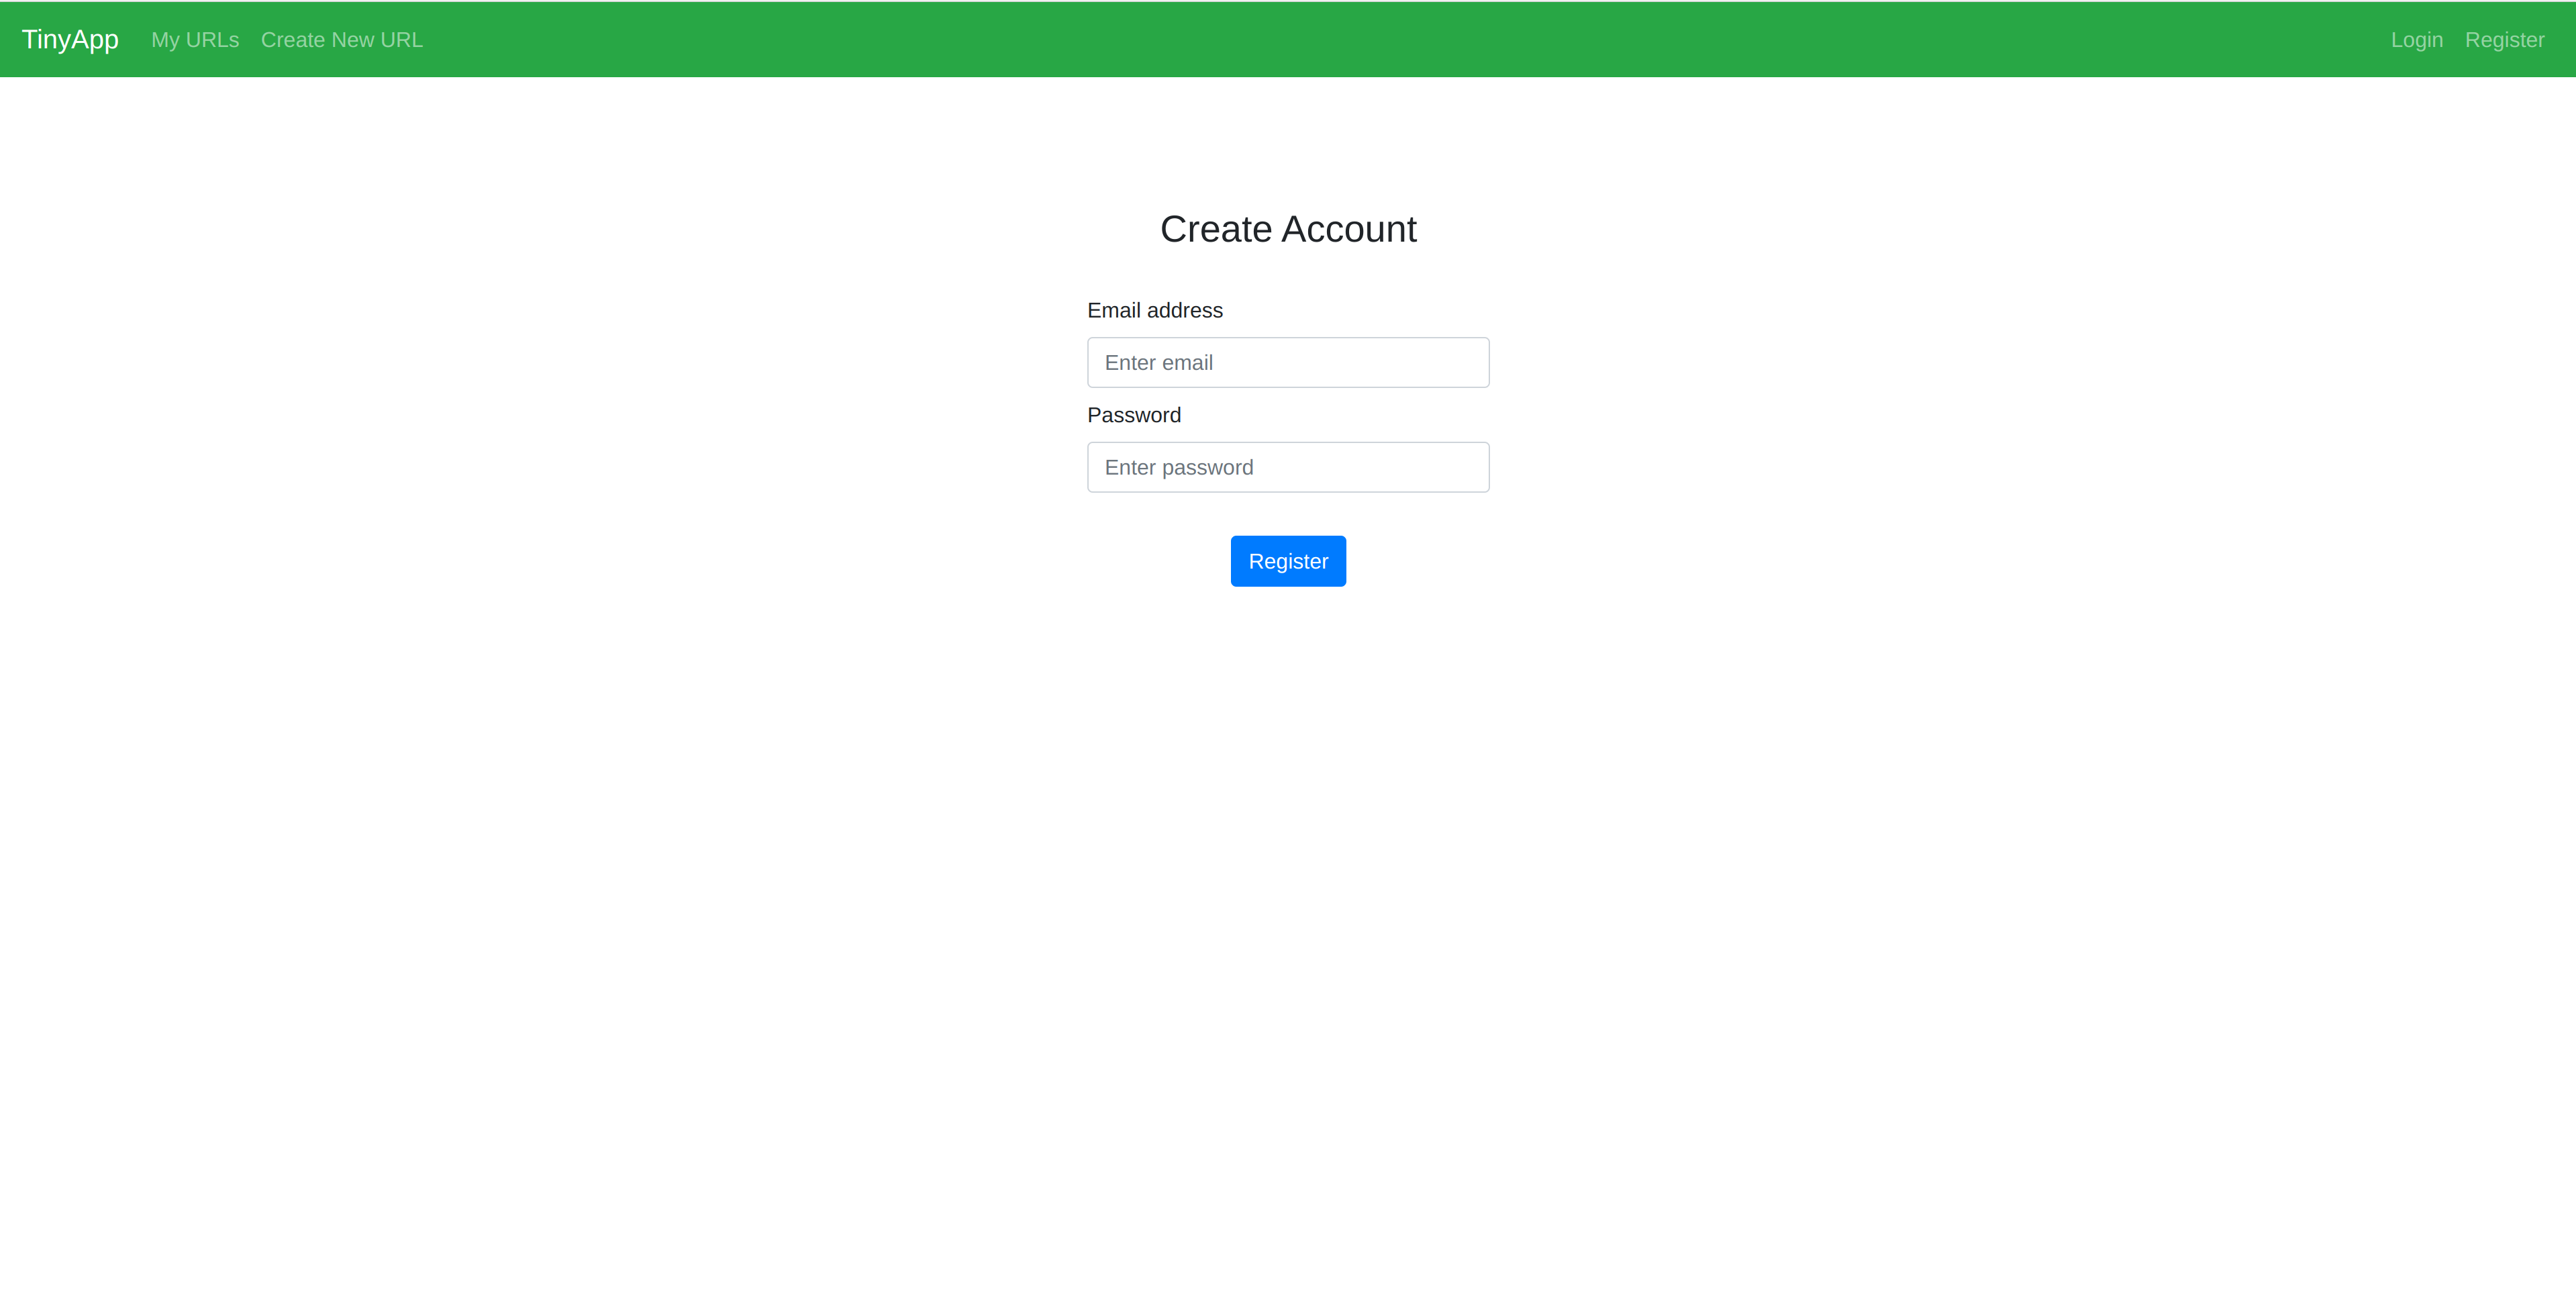 TinyApp My URLs Create New URL Login Register
Create Account
Email address
Enter email
Password
Enter password
Register